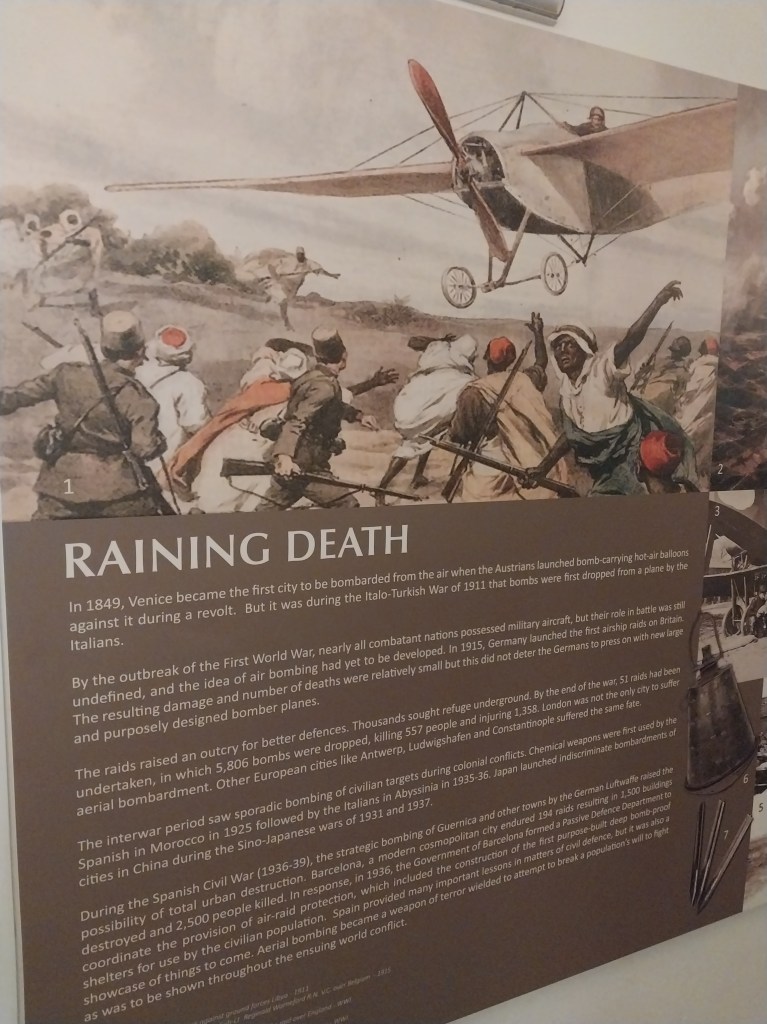 1
2
3
RAINING DEATH
In 1849, Venice became the first city to be bombarded from the air when the Austrians launched bomb-carrying hot-air balloons
against it during a revolt. But it was during the Italo-Turkish War of 1911 that bombs were first dropped from a plane by the
Italians.
By the outbreak of the First World War, nearly all combatant nations possessed military aircraft, but their role in battle was still
undefined, and the idea of air bombing had yet to be developed. In 1915, Germany launched the first airship raids on Britain.
The resulting damage and number of deaths were relatively small but this did not deter the Germans to press on with new large
and purposely designed bomber planes.
The raids raised an outcry for better defences. Thousands sought refuge underground. By the end of the war, 51 raids had been
undertaken, in which 5,806 bombs were dropped, killing 557 people and injuring 1,358. London was not the only city to suffer
aerial bombardment. Other European cities like Antwerp, Ludwigshafen and Constantinople suffered the same fate.
The interwar period saw sporadic bombing of civilian targets during colonial conflicts. Chemical weapons were first used by the
Spanish in Morocco in 1925 followed by the Italians in Abyssinia in 1935-36. Japan launched indiscriminate bombardments of
cities in China during the Sino-Japanese wars of 1931 and 1937.
During the Spanish Civil War (1936-39), the strategic bombing of Guernica and other towns by the German Luftwaffe raised the
possibility of total urban destruction. Barcelona, a modern cosmopolitan city endured 194 raids resulting in 1,500 buildings
destroyed and 2,500 people killed. In response, in 1936, the Government of Barcelona formed a Passive Defence Department to
coordinate the provision of air-raid protection, which included the construction of the first purpose-built deep bomb-proof
shelters for use by the civilian population. Spain provided many important lessons in matters of civil defence, but it was also a
showcase of things to come. Aerial bombing became a weapon of terror wielded to attempt to break a population's will to fight
as was to be shown throughout the ensuing world conflict.
6
5
7
against ground forces Libya - 1911
Reginald Warneford R.N. V.C. over Belgium - 1915
over England - WWI
WWI